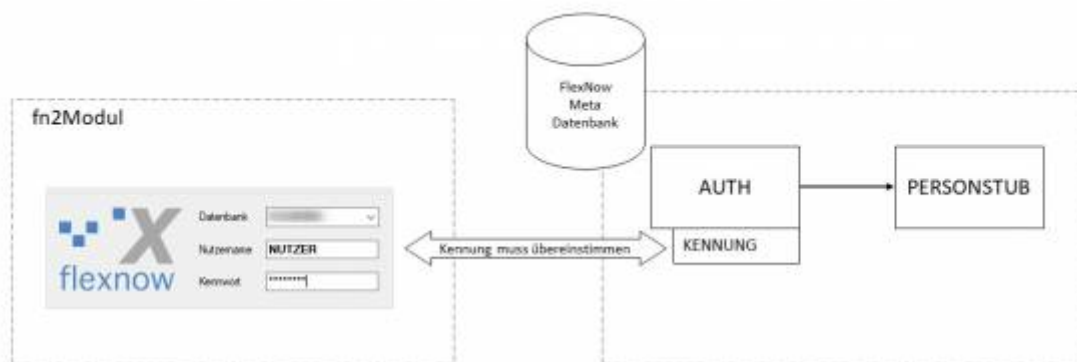 fn2Modul
FlexNow
Meta
Datenbank
Datenbank
Nutzername
NUTZER
Kennwort
********
flexnow
Kennung muss übereinstimmen
AUTH
KENNUNG
PERSONSTUB